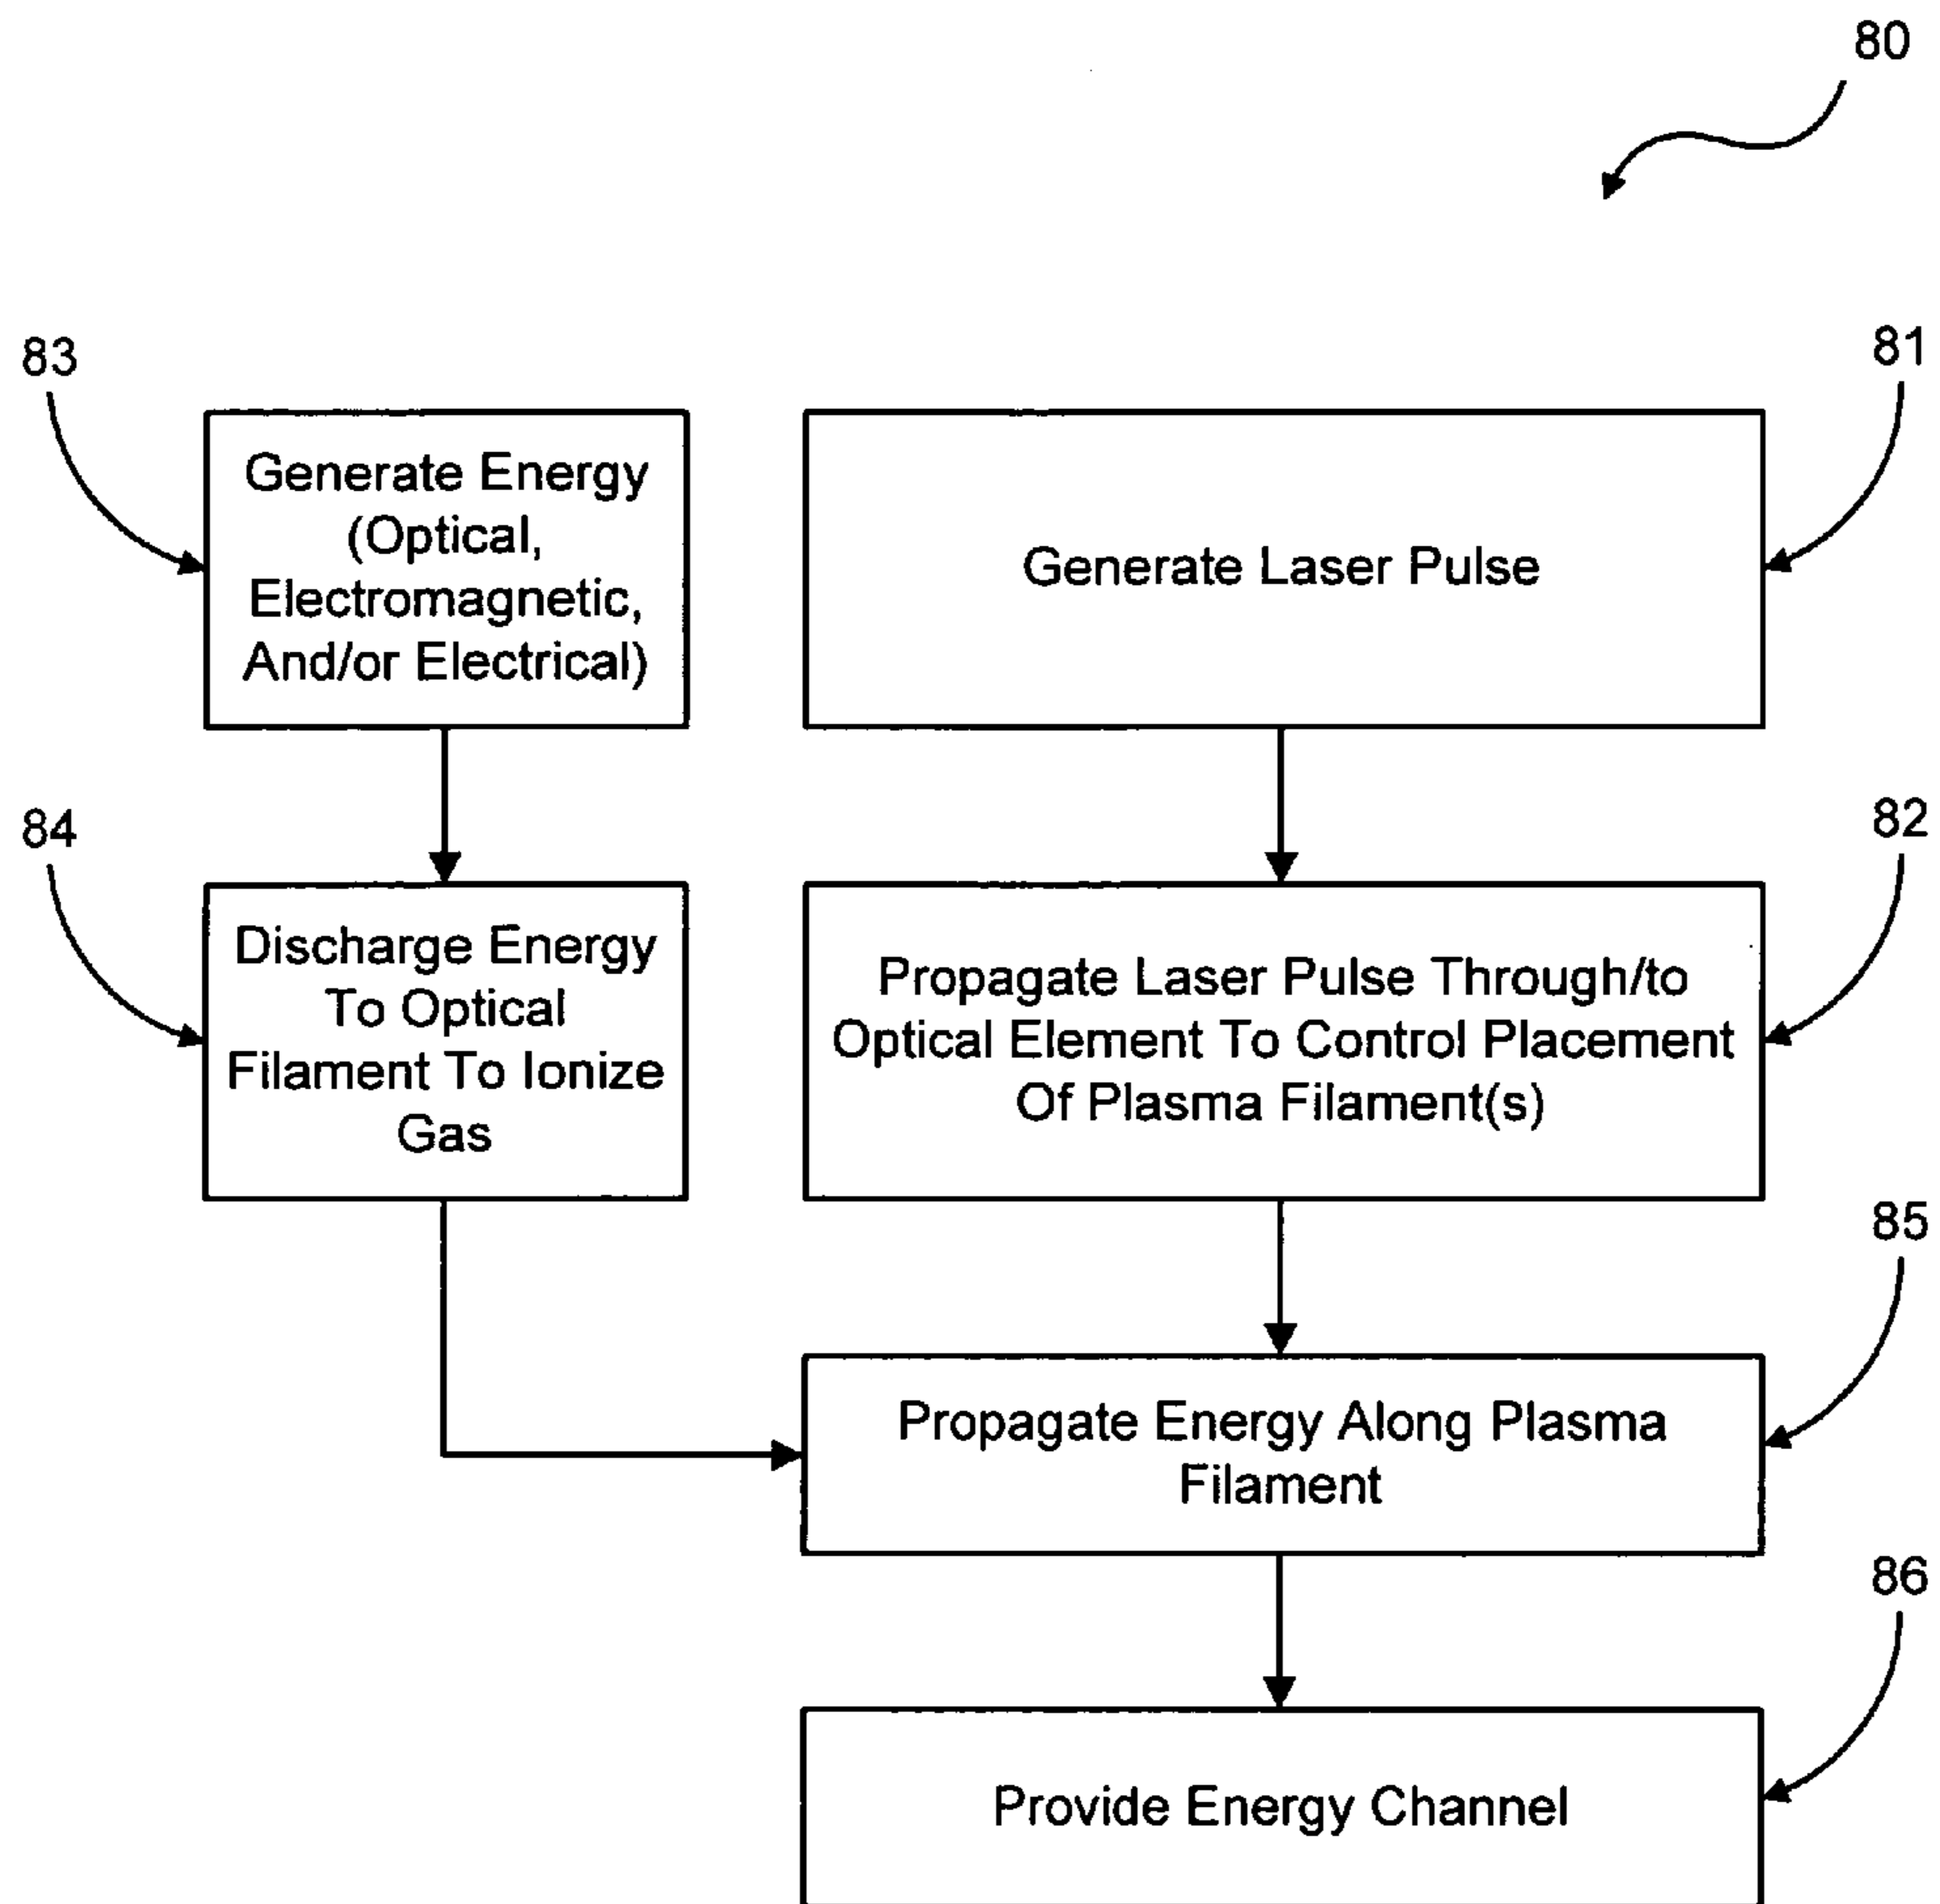 80
83
81
Generate Energy
(Optical,
Electromagnetic,
And/or Electrical)
Generate Laser Pulse
84
82
Discharge Energy
To Optical
Filament To Ionize
Gas
Propagate Laser Pulse Through/to
Optical Element To Control Placement
Of Plasma Filament(s)
85
Propagate Energy Along Plasma
Filament
86
Provide Energy Channel